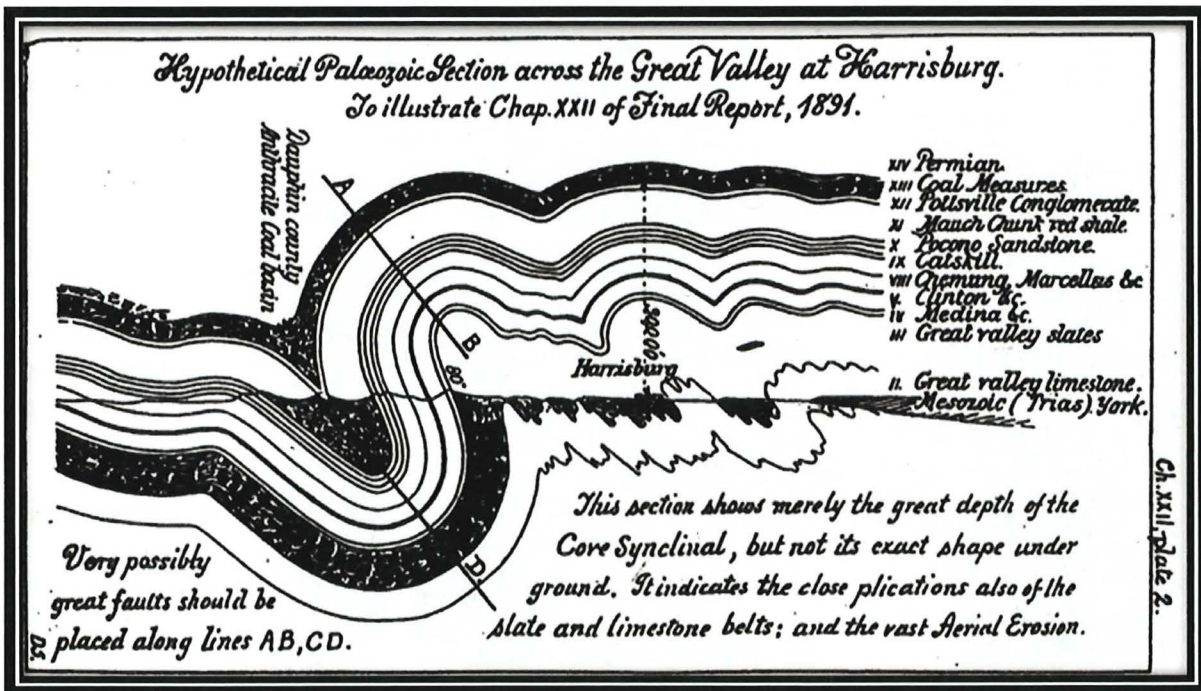 Hypothetical Palæozoic Section across the Great Valley at Harrisburg.
To illustrate Chap. XXII of Final Report, 1891.
Dauphin county
Anthracite Coal basin
A
B
80°
30,000.
Harrisburg
XIV Permian.
XIII Coal Measures.
XII Pottsville Conglomerate.
XI Mauch Chunk red shale
X Pocono Sandstone.
IX Catskill.
VIII Chemung, Marcellus &c
V. Clinton &c.
IV Medina &c.
III Great valley slates
II. Great valley limestone.
Mesozoic (Trias) York.
D.
Very possibly
great faults should be
placed along lines AB, CD.
This section shows merely the great depth of the
Cove Synclinal, but not its exact shape under
ground. It indicates the close plications also of the
slate and limestone belts; and the vast Aerial Erosion.
Ch. XXII, plate 2.